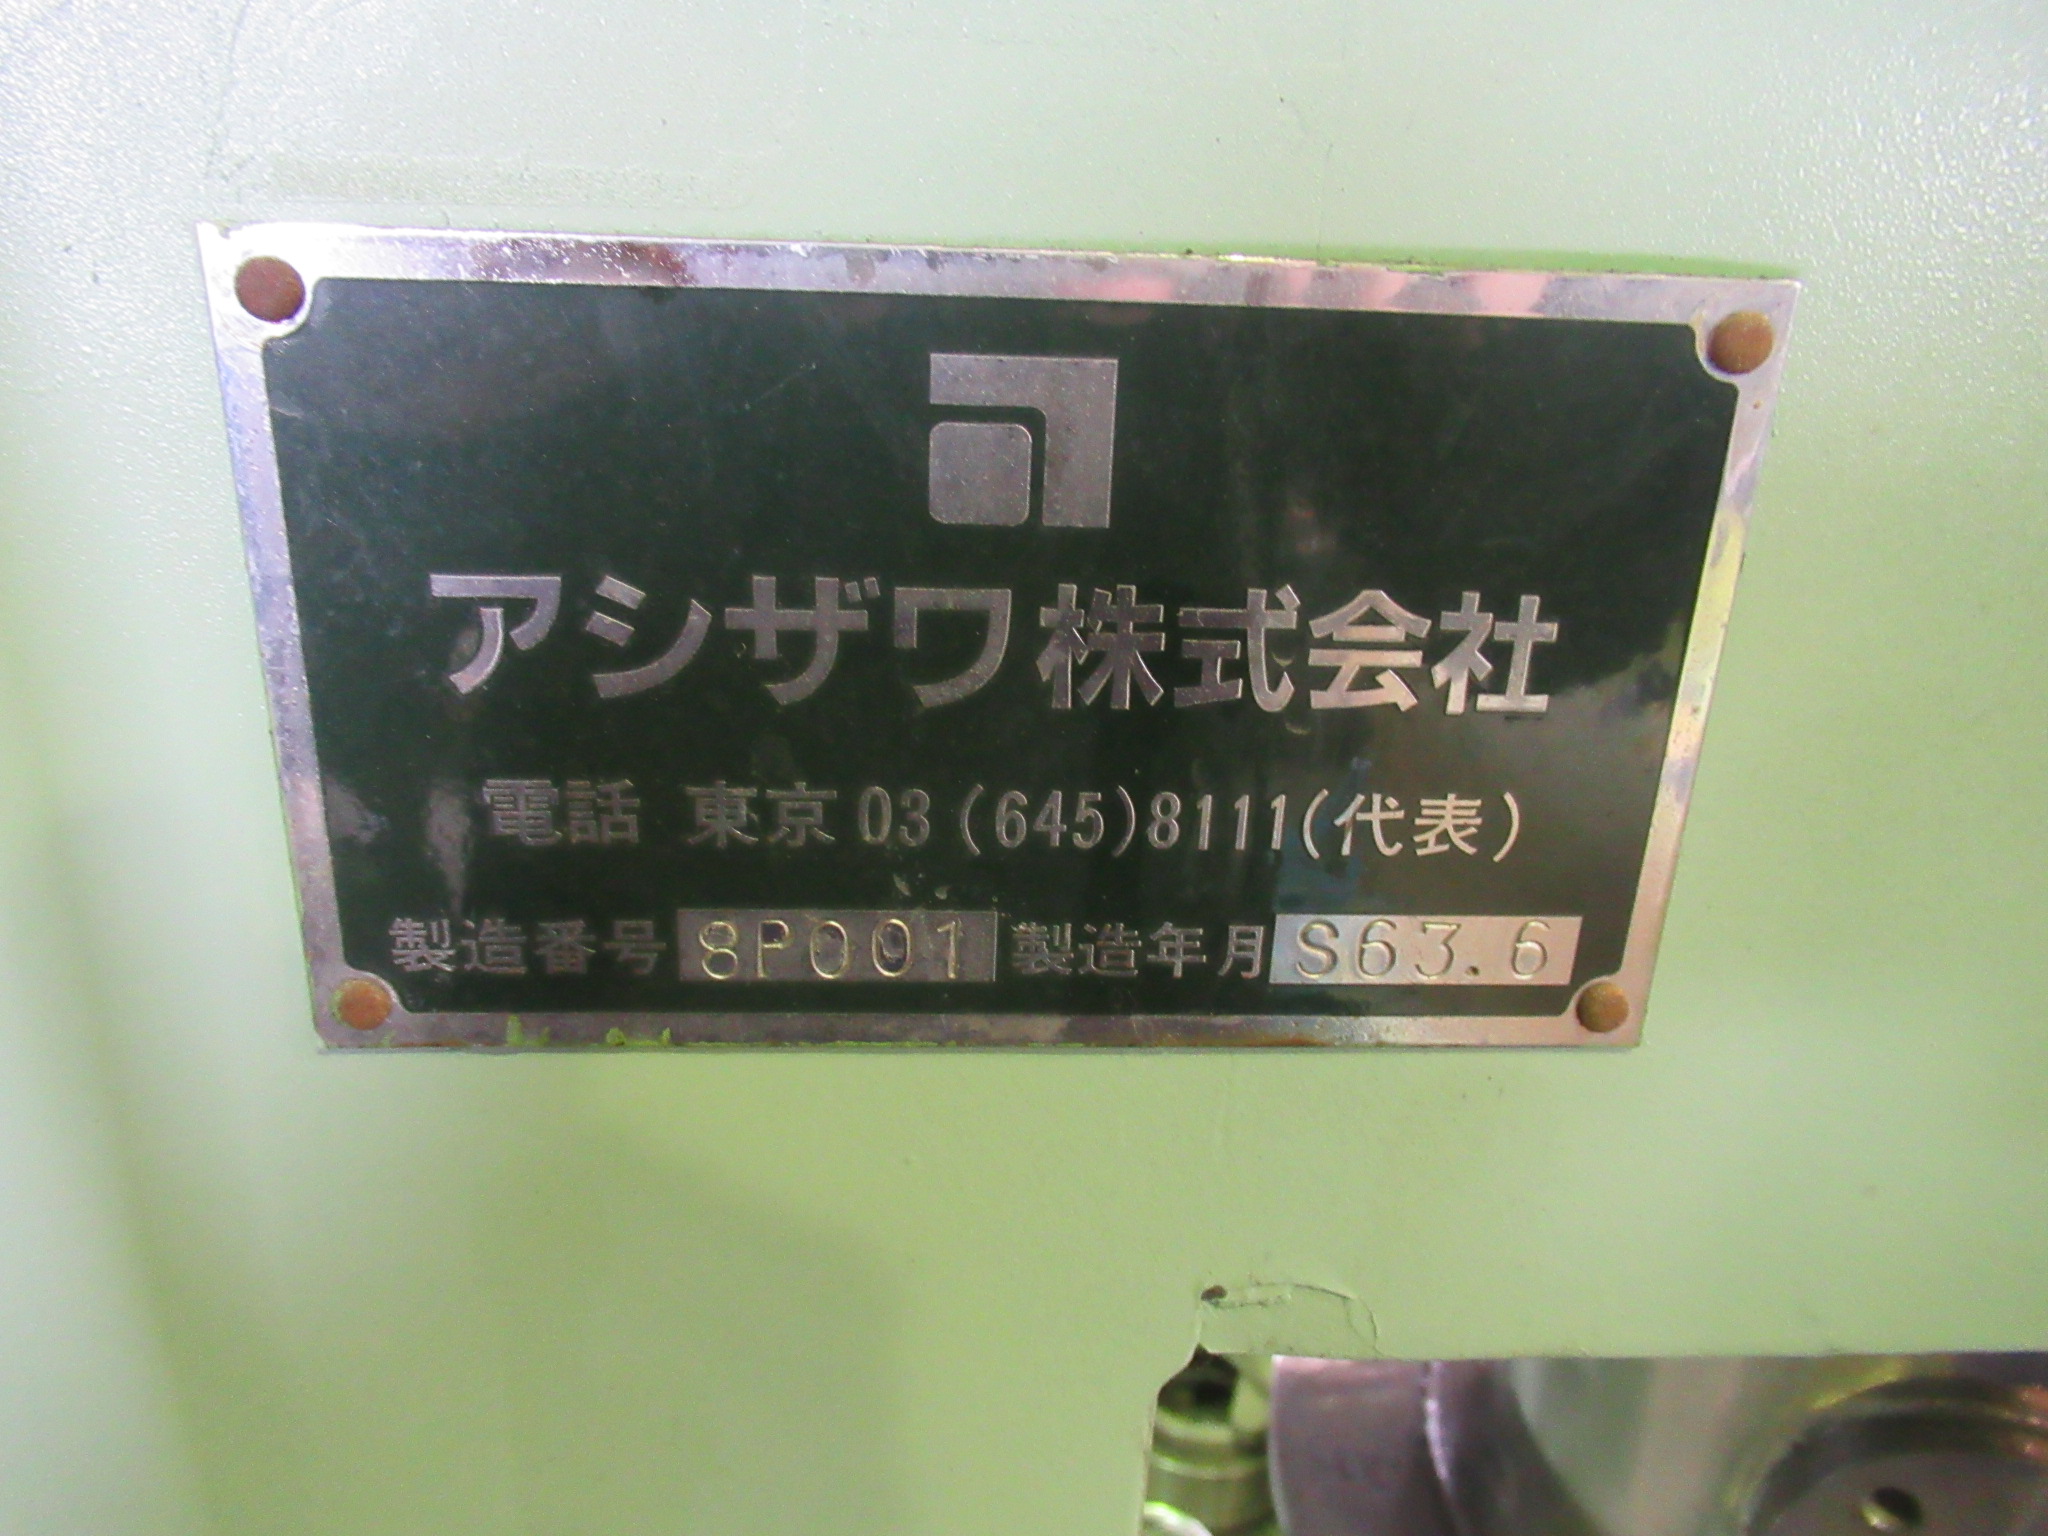 アシザワ株式会社
電話 東京 03 (645)8111(代表)
製造番号 8P001 製造年月 S63.6